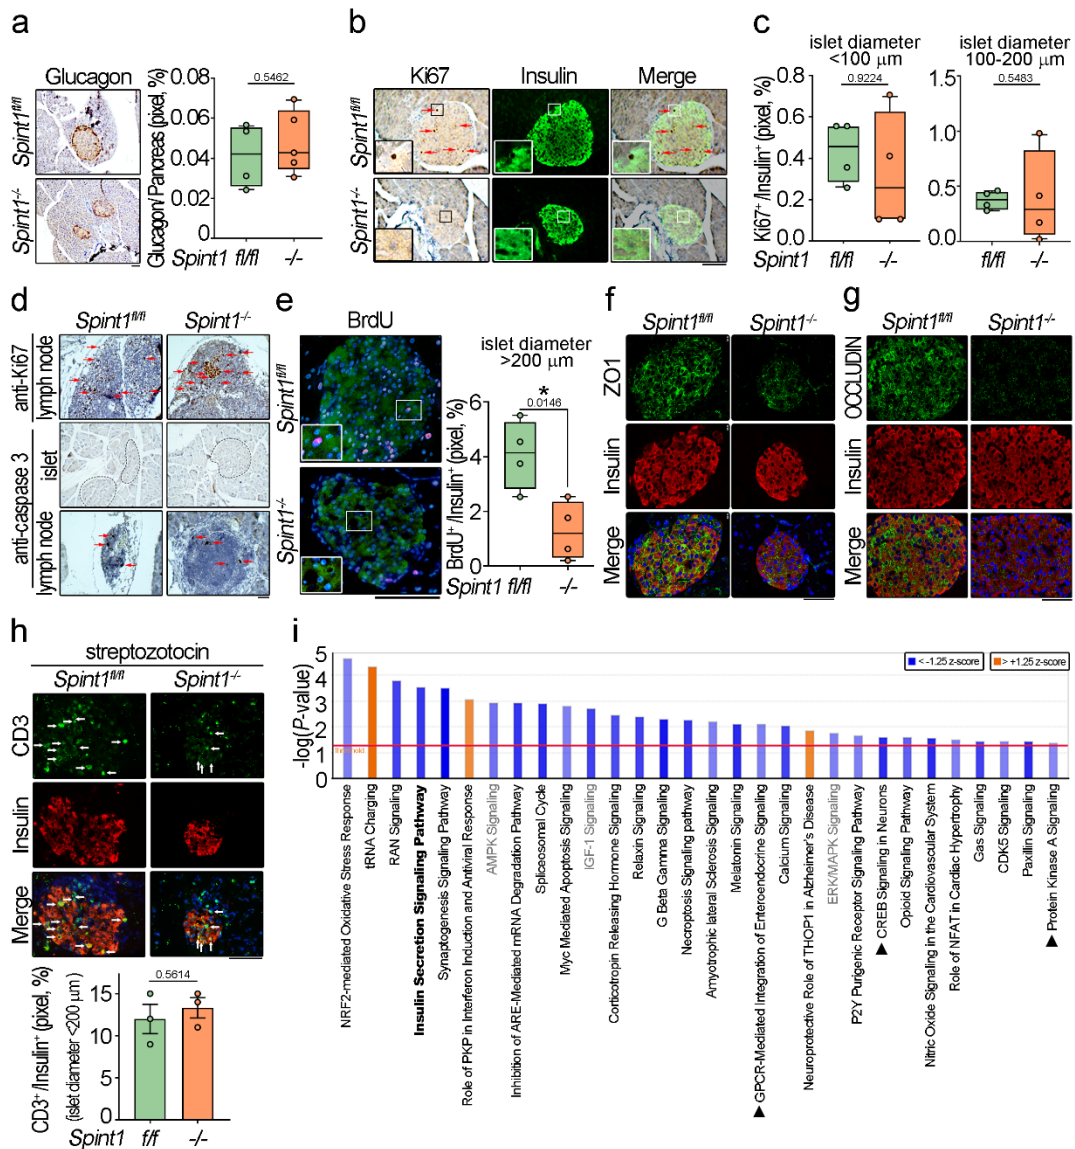 a
Glucagon
Spint1fl/fl
Spint1-/-
Glucagon/Pancreas (pixel, %)
0.08
0.06
0.04
0.02
0
0.5462
Spint1 fl/fl -/-
b
Ki67 Insulin Merge
Spint1fl/fl
Spint1-/-
c
islet diameter
<100 μm
0.9224
islet diameter
100-200 μm
0.5483
Ki67+/Insulin+ (pixel, %)
0.8
0.6
0.4
0.2
0.0
1.5
1.0
0.5
0.0
Spint1 fl/fl -/- fl/fl -/-
d
Spint1fl/fl Spint1-/-
anti-Ki67
lymph node
anti-caspase 3
islet
lymph node
e
BrdU
Spint1fl/fl
Spint1-/-
islet diameter
>200 μm
*
0.0146
BrdU+/Insulin+ (pixel, %)
6
4
2
0
Spint1 fl/fl -/-
f
Spint1fl/fl Spint1-/-
ZO1
Insulin
Merge
g
Spint1fl/fl Spint1-/-
OCCLUDIN
Insulin
Merge
h
streptozotocin
Spint1fl/fl Spint1-/-
CD3
Insulin
Merge
0.5614
CD3+/Insulin+ (pixel, %)
(islet diameter <200 μm )
15
10
5
0
Spint1 f/f -/-
i
< -1.25 z-score > +1.25 z-score
-log(P-value)
5
4
3
2
1
0
threshold
NRF2-mediated Oxidative Stress Response
tRNA Charging
RAN Signaling
Insulin Secretion Signaling Pathway
Synaptogenesis Signaling Pathway
Role of PKP in Interferon Induction and Antiviral Response
AMPK Signaling
Inhibition of ARE-Mediated mRNA Degradation Pathway
Spliceosomal Cycle
Myc Mediated Apoptosis Signaling
IGF-1 Signaling
Corticotropin Releasing Hormone Signaling
Relaxin Signaling
G Beta Gamma Signaling
Necroptosis Signaling pathway
Amyotrophic lateral Sclerosis Signaling
Melatonin Signaling
▶ GPCR-Mediated Integration of Enteroendocrine Signaling
Calcium Signaling
Neuroprotective Role of THOP1 in Alzheimer's Disease
ERK/MAPK Signaling
P2Y Purigenic Receptor Signaling Pathway
▶ CREB Signaling in Neurons
Opioid Signaling Pathway
Nitric Oxide Signaling in the Cardiovascular System
Role of NFAT in Cardiac Hypertrophy
Gas Signaling
CDK5 Signaling
Paxillin Signaling
▶ Protein Kinase A Signaling